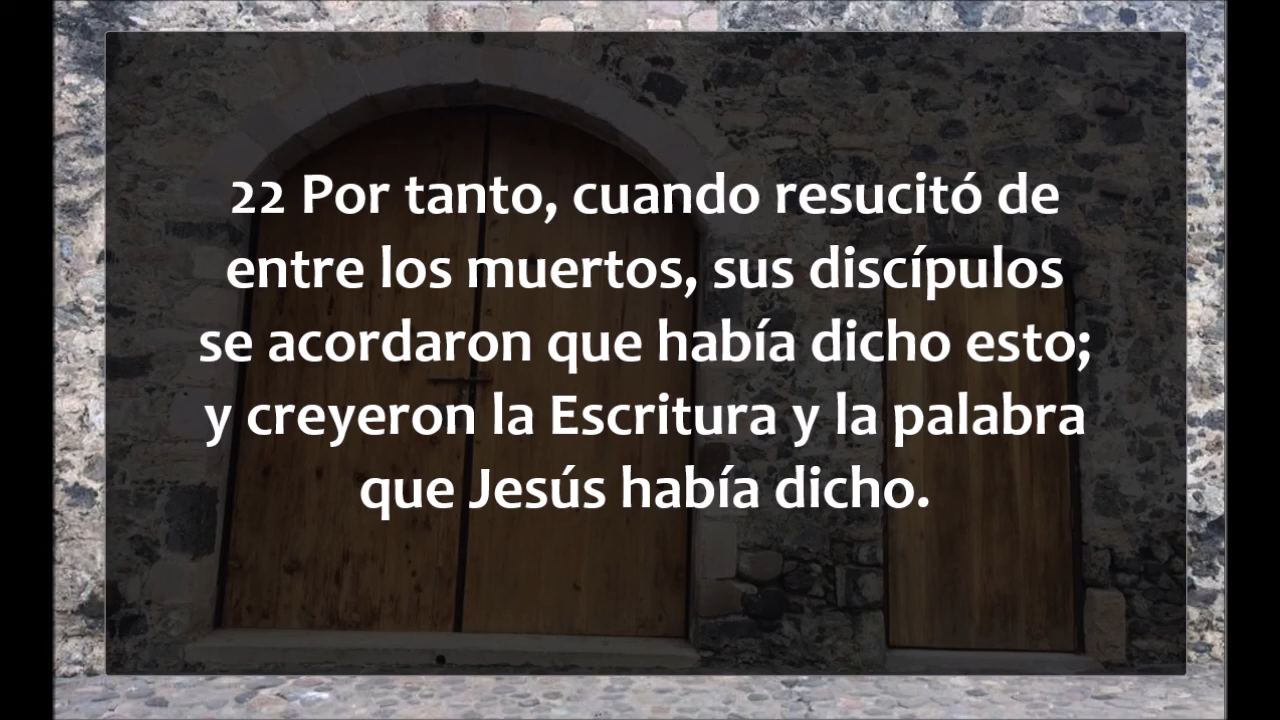 22 Por tanto, cuando resucitó de
entre los muertos, sus discípulos
se acordaron que había dicho esto;
y creyeron la Escritura y la palabra
que Jesús había dicho.